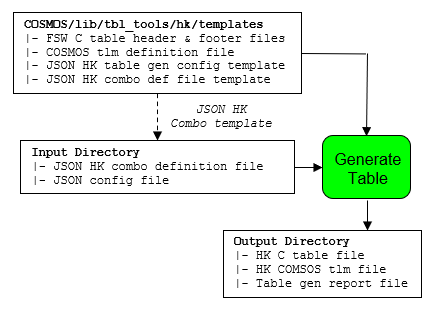 COSMOS/lib/tbl_tools/hk/templates
|- FSW C table header & footer files
|- COSMOS tlm definition file
|- JSON HK table gen config template
|- JSON HK combo def file template
JSON HK
Combo template
Input Directory
|- JSON HK combo definition file
|- JSON config file
Generate
Table
Output Directory
|- HK C table file
|- HK COMSOS tlm file
|- Table gen report file